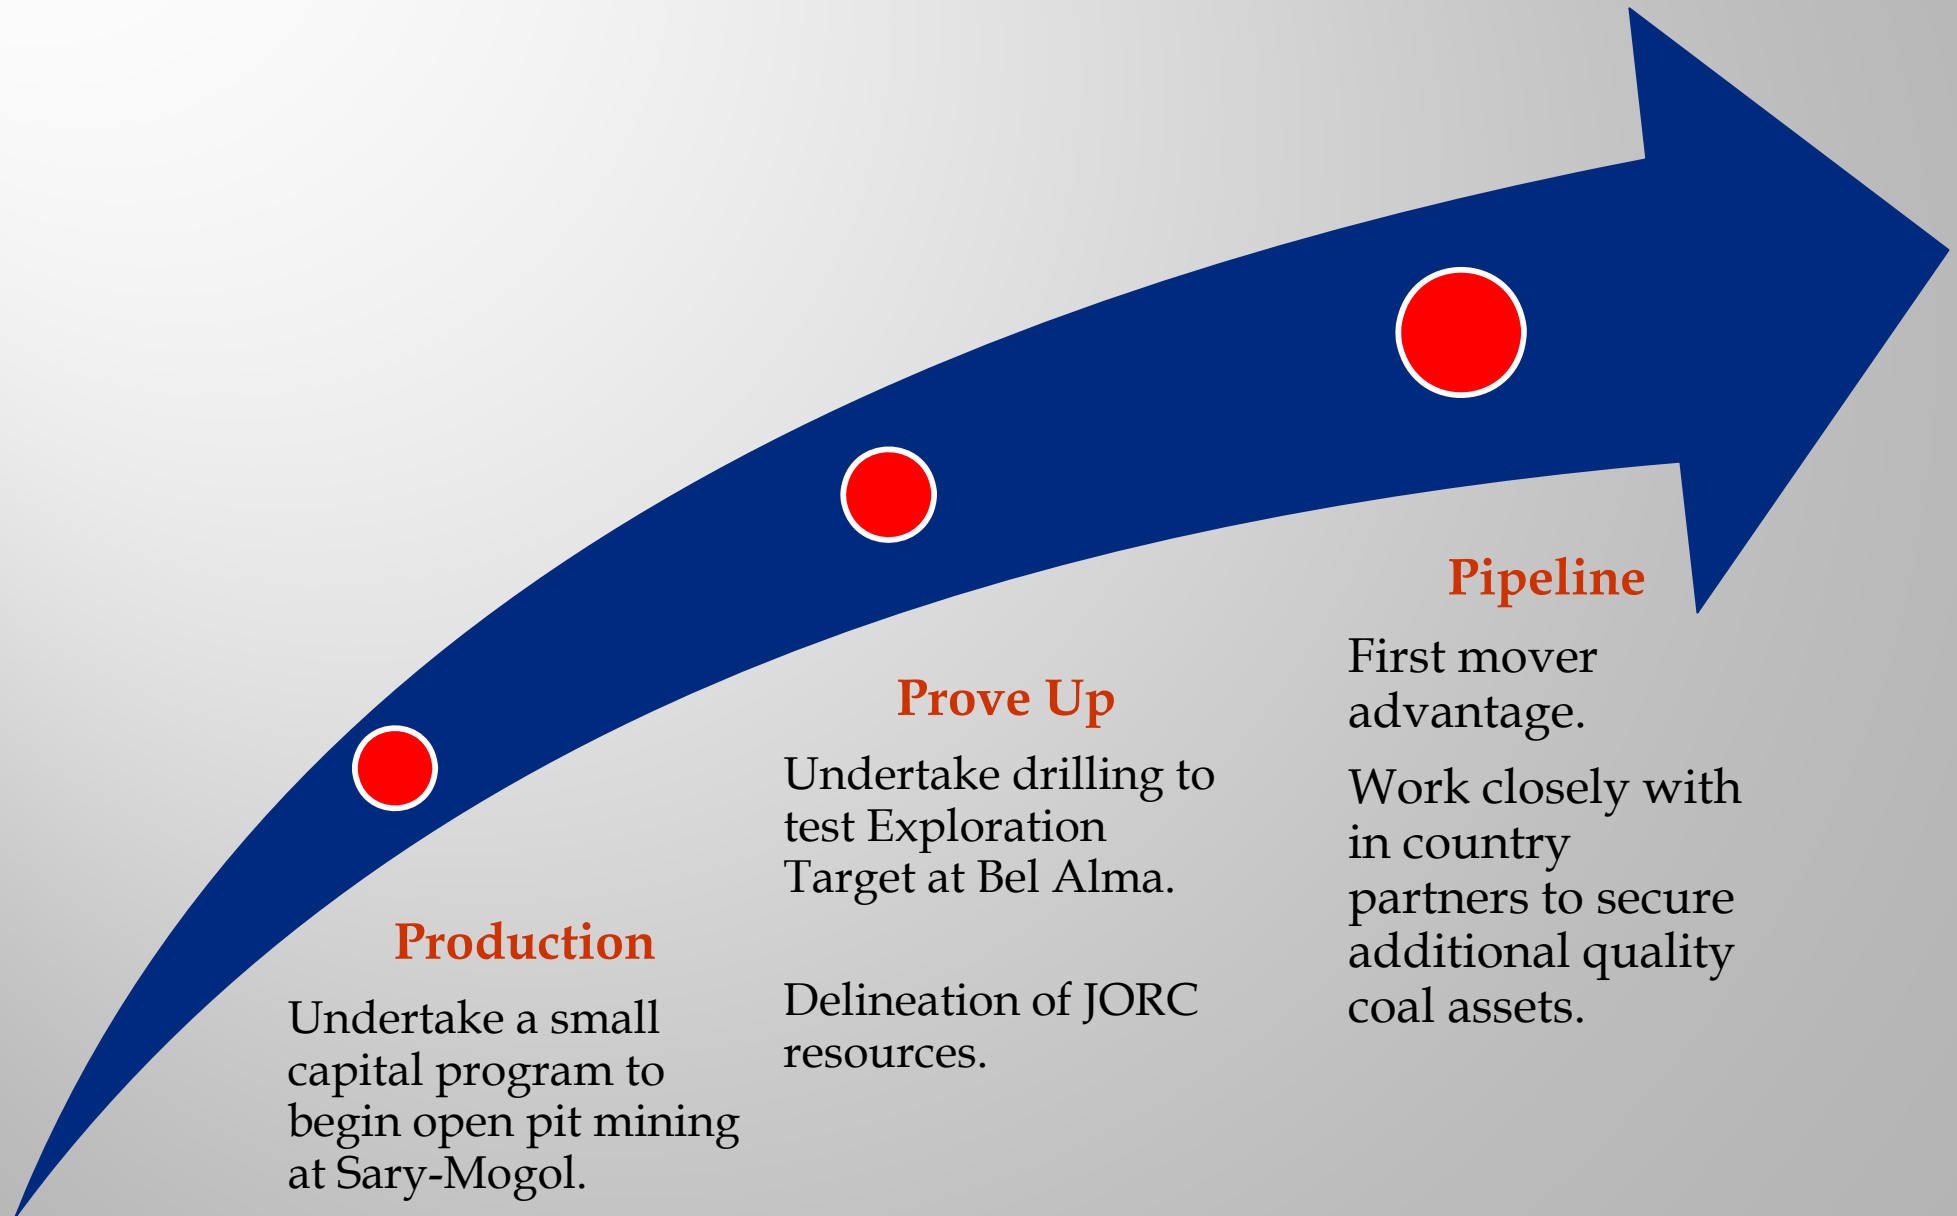 Production
Undertake a small
capital program to
begin open pit mining
at Sary-Mogol.
Prove Up
Undertake drilling to
test Exploration
Target at Bel Alma.
Delineation of JORC
resources.
Pipeline
First mover
advantage.
Work closely with
in country
partners to secure
additional quality
coal assets.